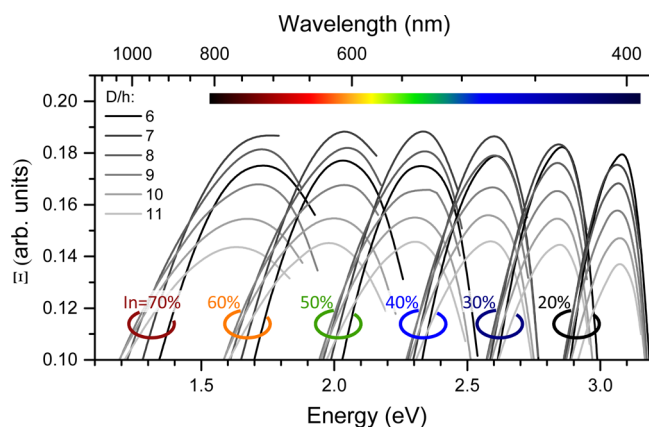 Wavelength (nm)
1000 800 600 400
D/h:
6
7
8
9
10
11
0.20
0.18
0.16
0.14
0.12
0.10
Ξ (arb. units)
In=70% 60% 50% 40% 30% 20%
1.5 2.0 2.5 3.0
Energy (eV)